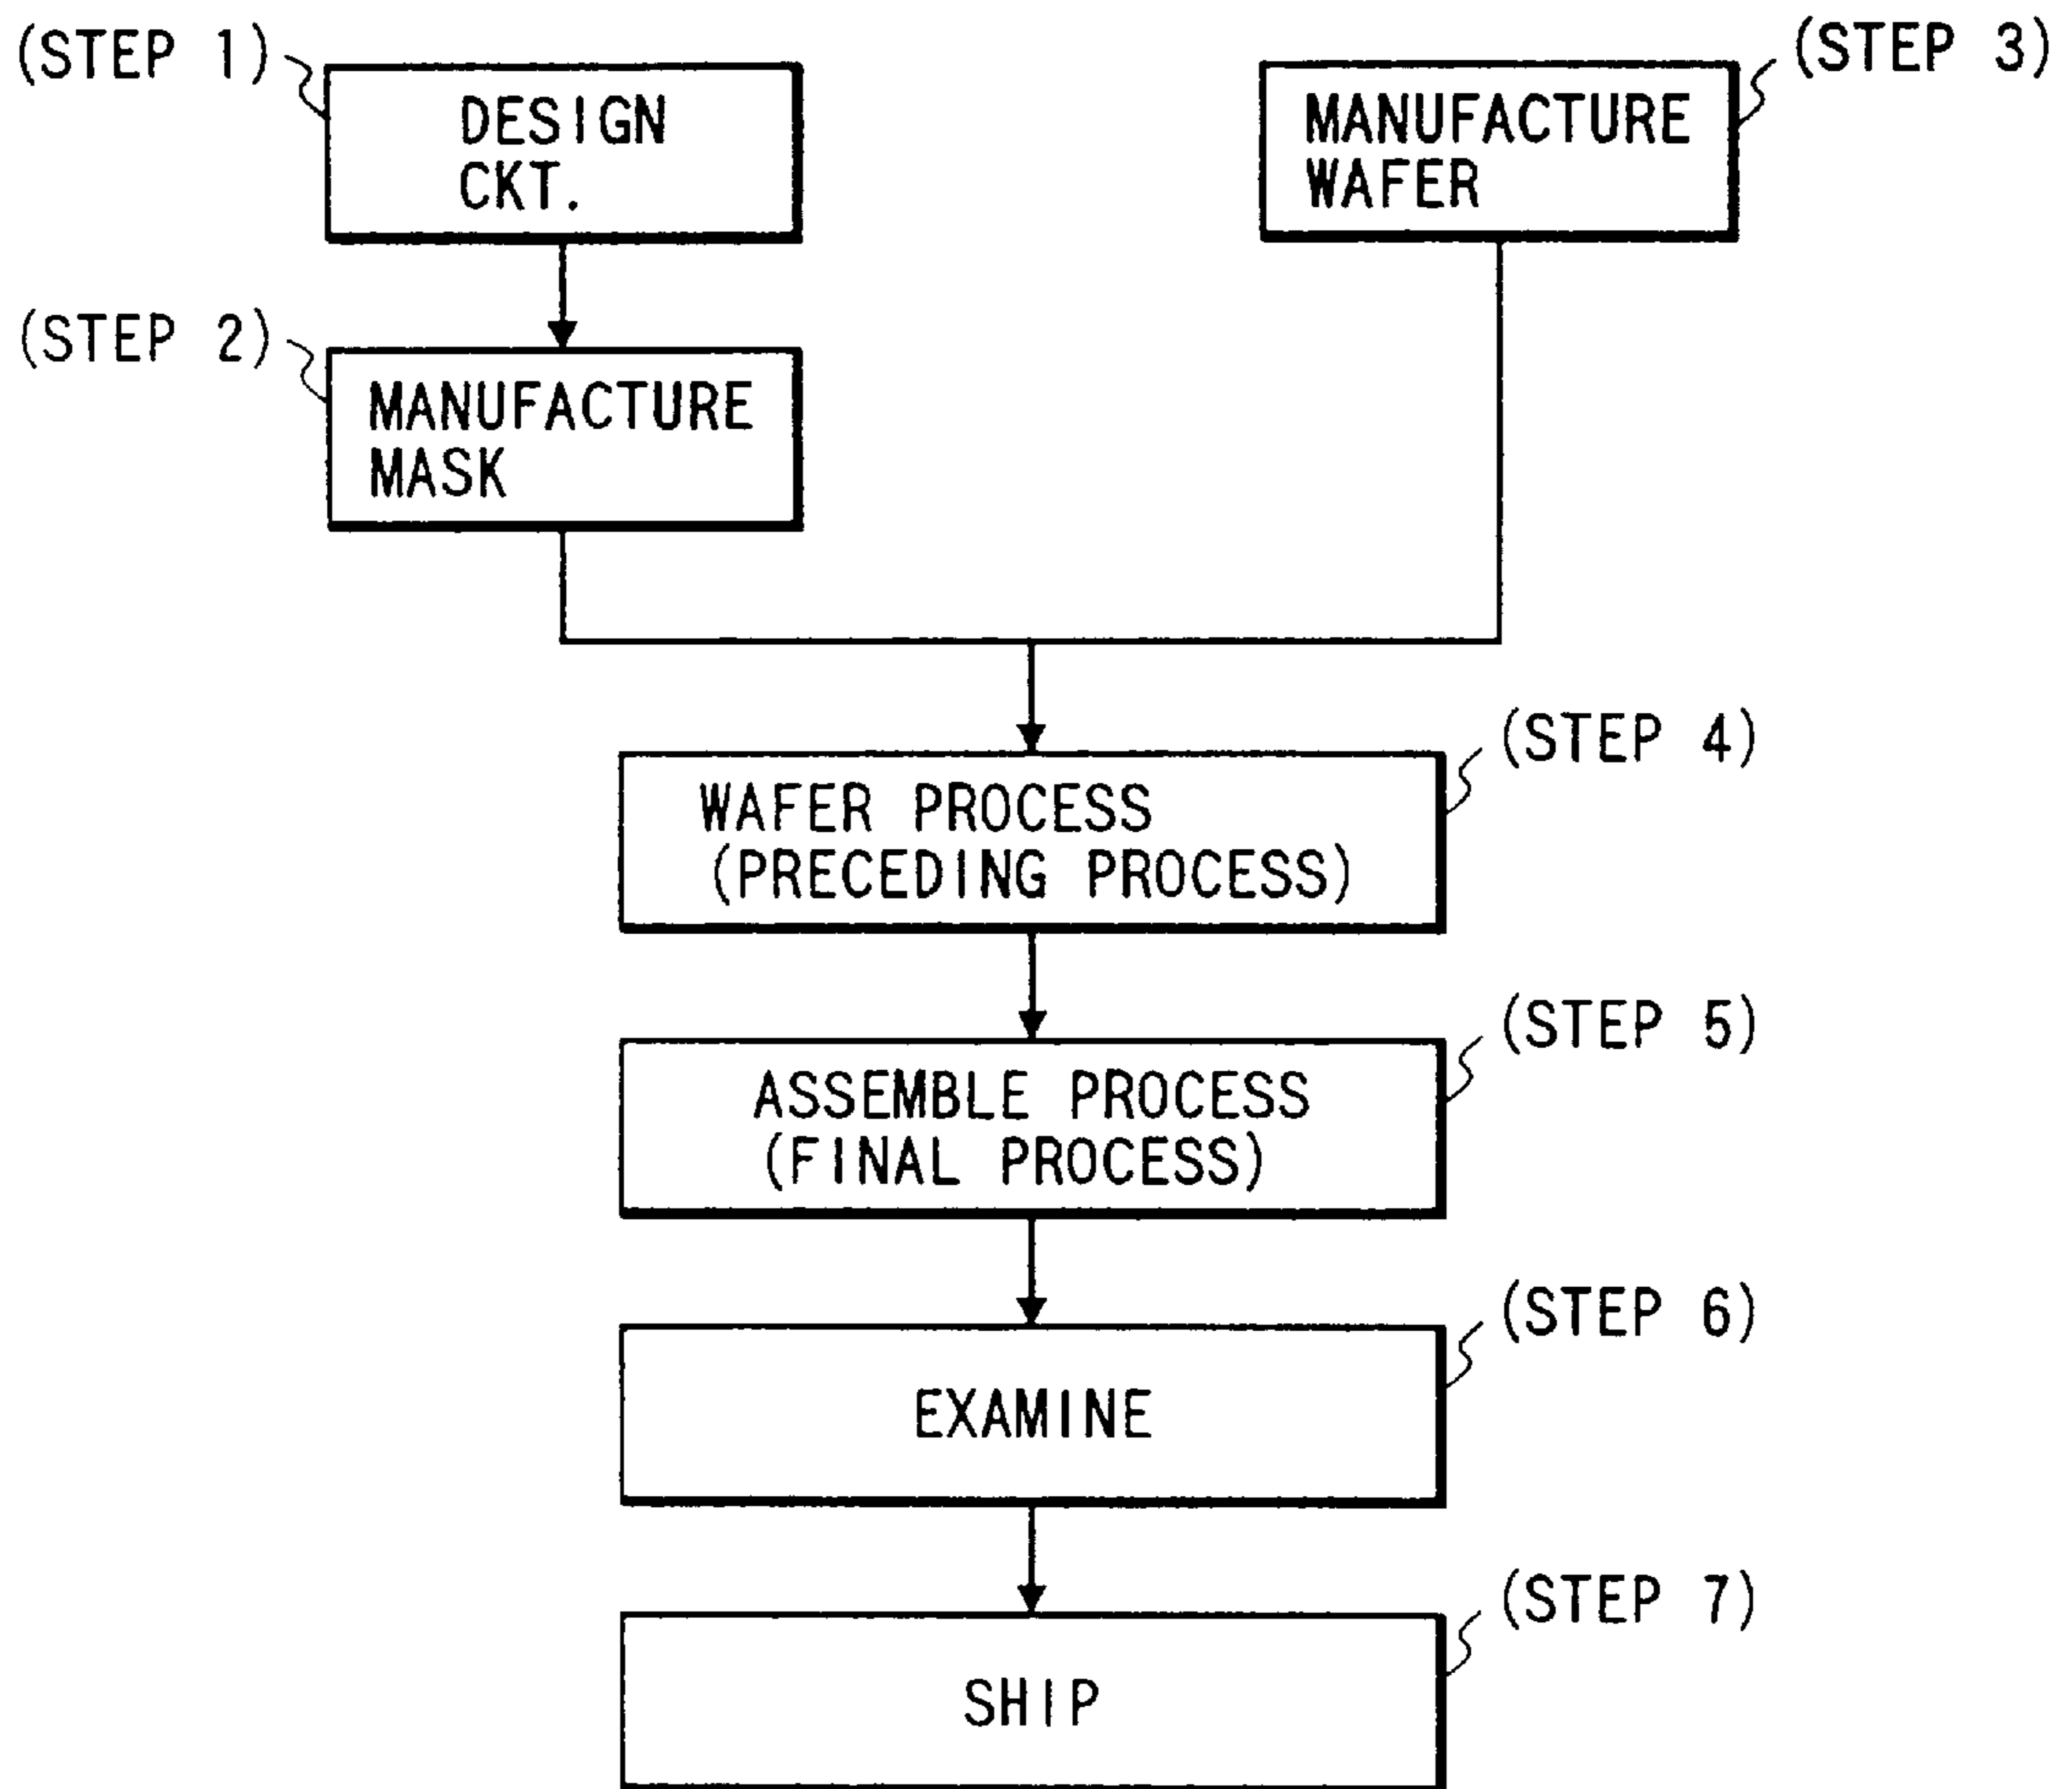 (STEP 1)
DESIGN
CKT.
(STEP 3)
MANUFACTURE
WAFER
(STEP 2)
MANUFACTURE
MASK
(STEP 4)
WAFER PROCESS
(PRECEDING PROCESS)
(STEP 5)
ASSEMBLE PROCESS
(FINAL PROCESS)
(STEP 6)
EXAMINE
(STEP 7)
SHIP